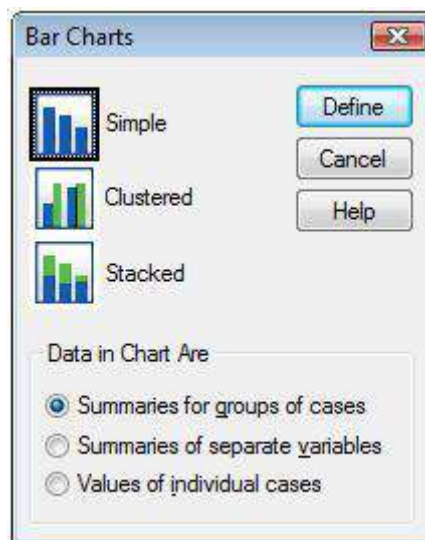 Bar Charts
Simple
Define
Cancel
Clustered
Help
Stacked
Data in Chart Are
Summaries for groups of cases
Summaries of separate variables
Values of individual cases